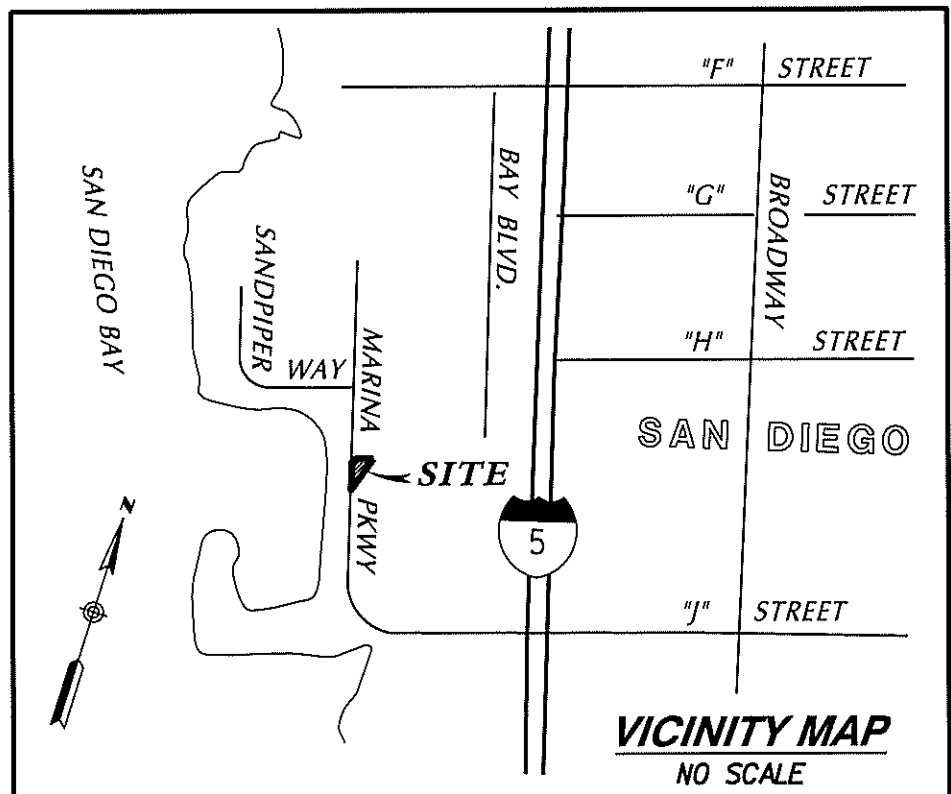 "F" STREET
SAN DIEGO BAY
BAY BLVD.
"G" STREET
BROADWAY
SANDPIPER
WAY
MARINA
"H" STREET
SAN DIEGO
SITE
PKWY
5
N
"J" STREET
VICINITY MAP
NO SCALE